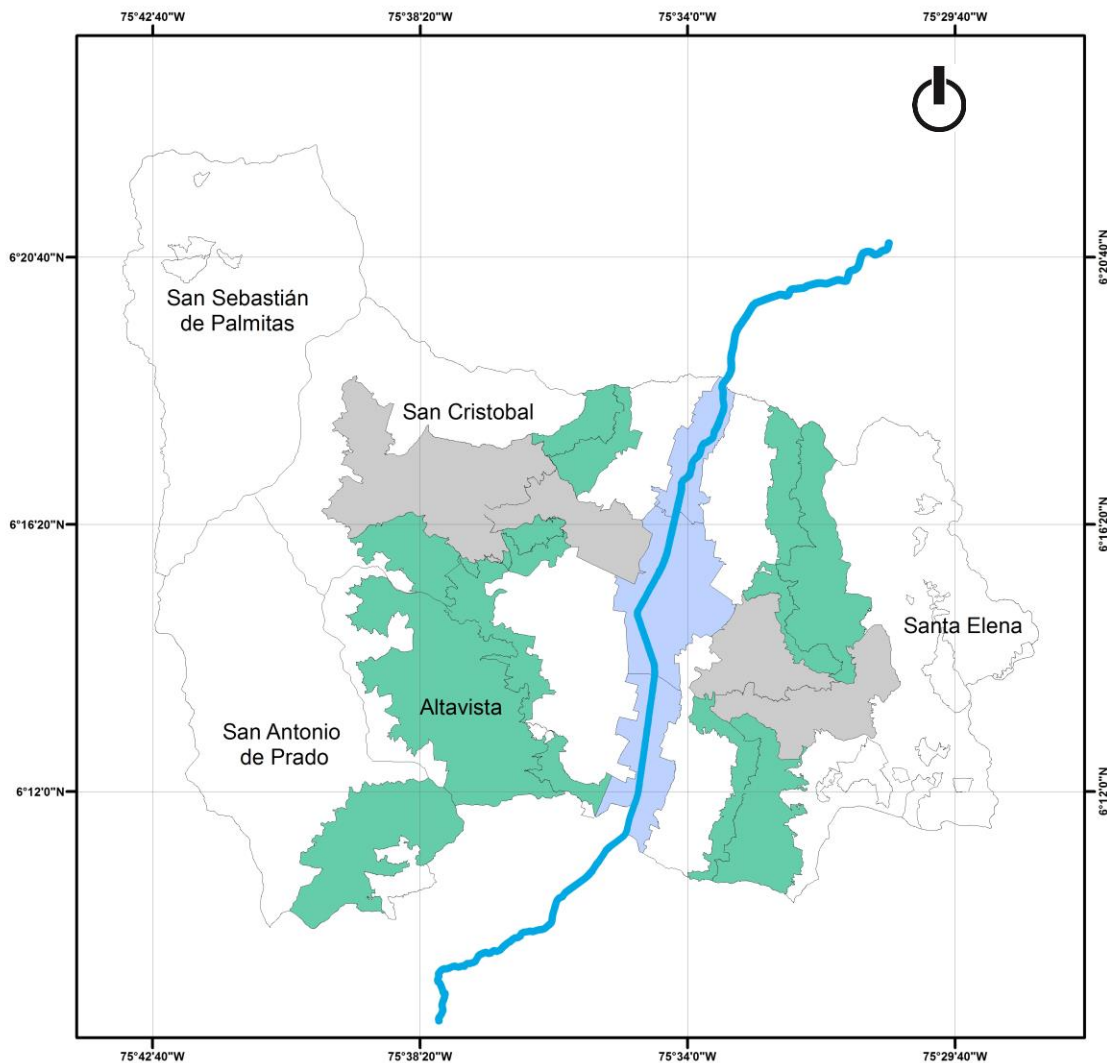 75°42'40"W
75°38'20"W
75°34'0"W
75°29'40"W
6°20'40"N
6°20'40"N
San Sebastián
de Palmitas
San Cristobal
6°16'20"N
6°16'20"N
Santa Elena
Altavista
San Antonio
de Prado
6°12'0"N
6°12'0"N
75°42'40"W
75°38'20"W
75°34'0"W
75°29'40"W